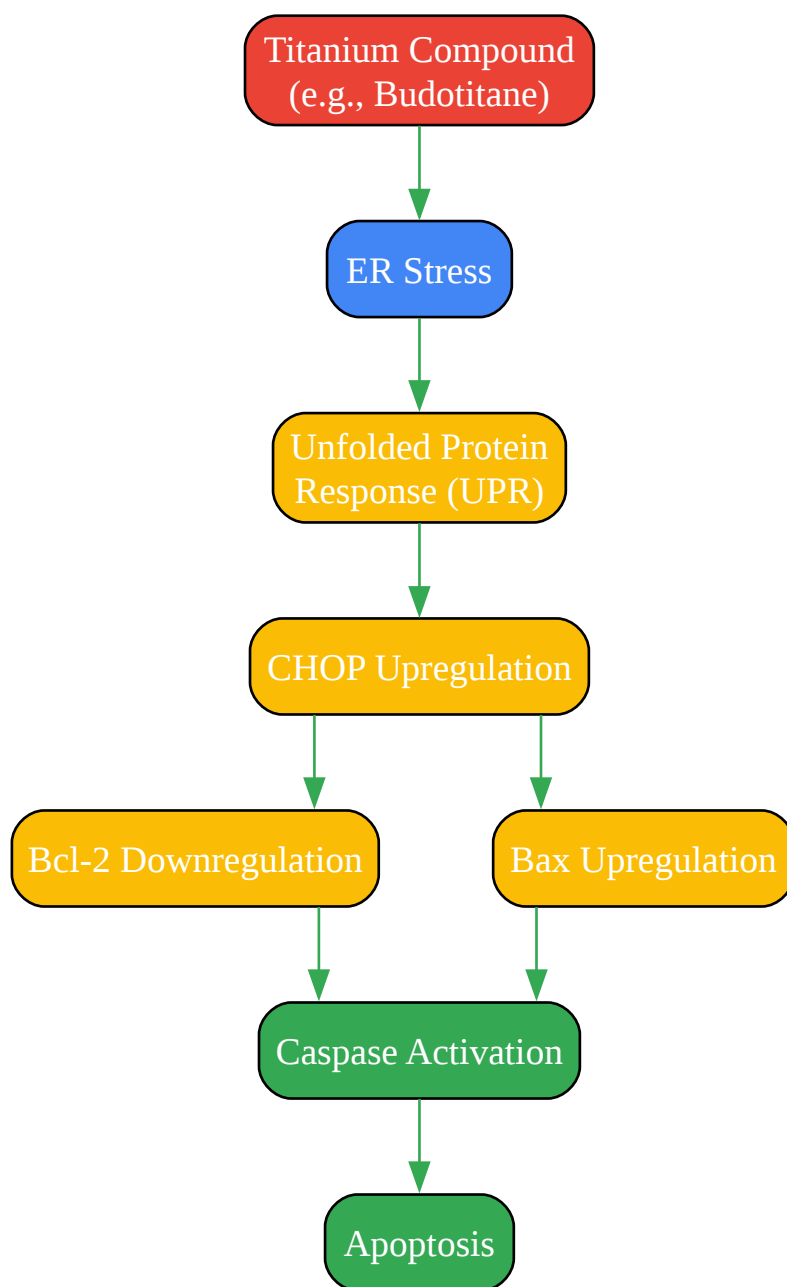 Titanium Compound
(e.g., Budotitane)
ER Stress
Unfolded Protein
Response (UPR)
CHOP Upregulation
Bcl-2 Downregulation
Bax Upregulation
Caspase Activation
Apoptosis